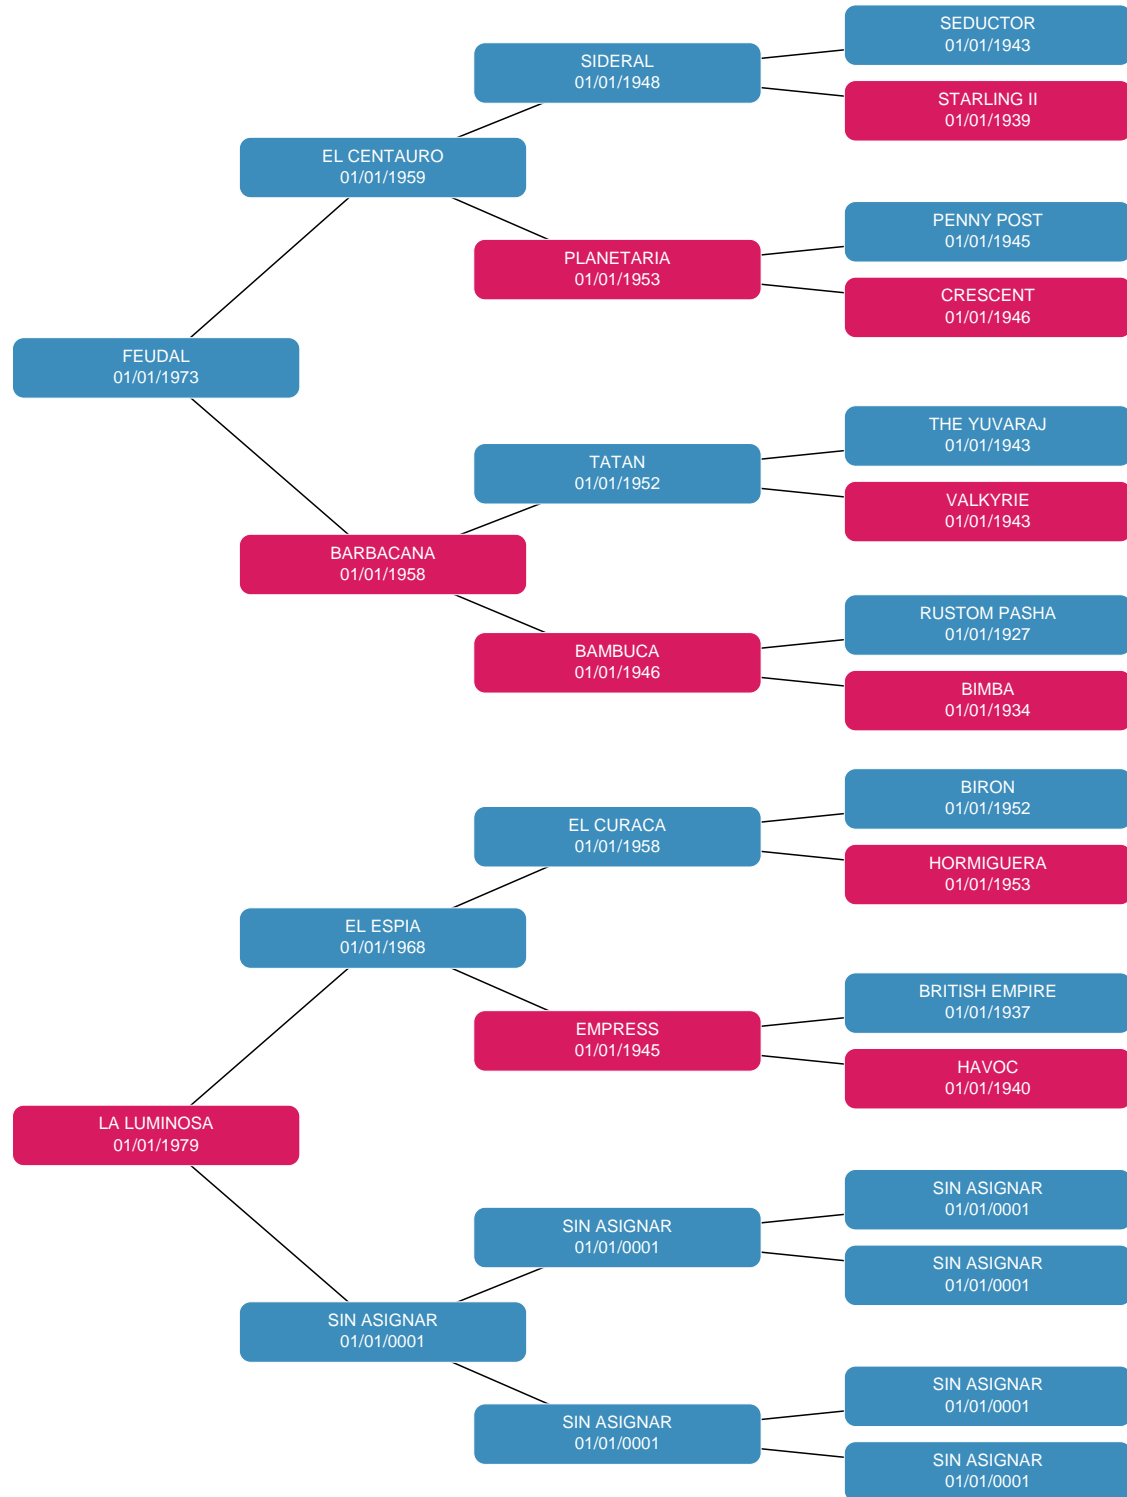 SEDUCTOR
01/01/1943
SIDERAL
01/01/1948
STARLING II
01/01/1939
EL CENTAURO
01/01/1959
PENNY POST
01/01/1945
PLANETARIA
01/01/1953
CRESCENT
01/01/1946
FEUDAL
01/01/1973
THE YUVARAJ
01/01/1943
TATAN
01/01/1952
VALKYRIE
01/01/1943
BARBACANA
01/01/1958
RUSTOM PASHA
01/01/1927
BAMBUCA
01/01/1946
BIMBA
01/01/1934
BIRON
01/01/1952
EL CURACA
01/01/1958
HORMIGUERA
01/01/1953
EL ESPIA
01/01/1968
BRITISH EMPIRE
01/01/1937
EMPRESS
01/01/1945
HAVOC
01/01/1940
LA LUMINOSA
01/01/1979
SIN ASIGNAR
01/01/0001
SIN ASIGNAR
01/01/0001
SIN ASIGNAR
01/01/0001
SIN ASIGNAR
01/01/0001
SIN ASIGNAR
01/01/0001
SIN ASIGNAR
01/01/0001
SIN ASIGNAR
01/01/0001